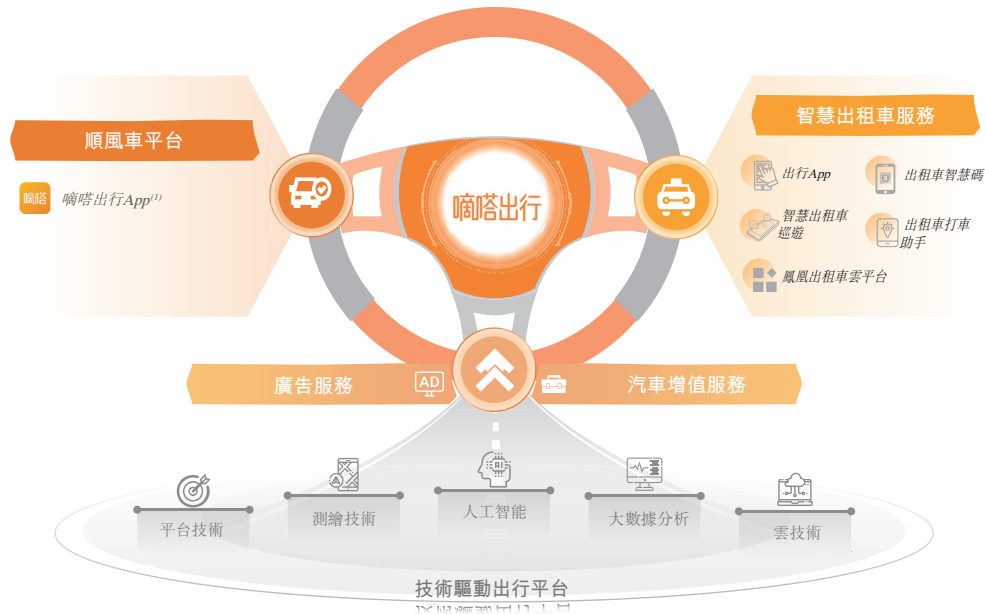 順風車平台
嘀嗒
嘀嗒出行App(1)
嘀嗒出行
智慧出租車服務
出行App
出租車智慧碼
智慧出租車
巡遊
出租車打車
助手
鳳凰出租車雲平台
廣告服務
AD
汽車增值服務
平台技術
測繪技術
AI
人工智能
大數據分析
雲技術
技術驅動出行平台